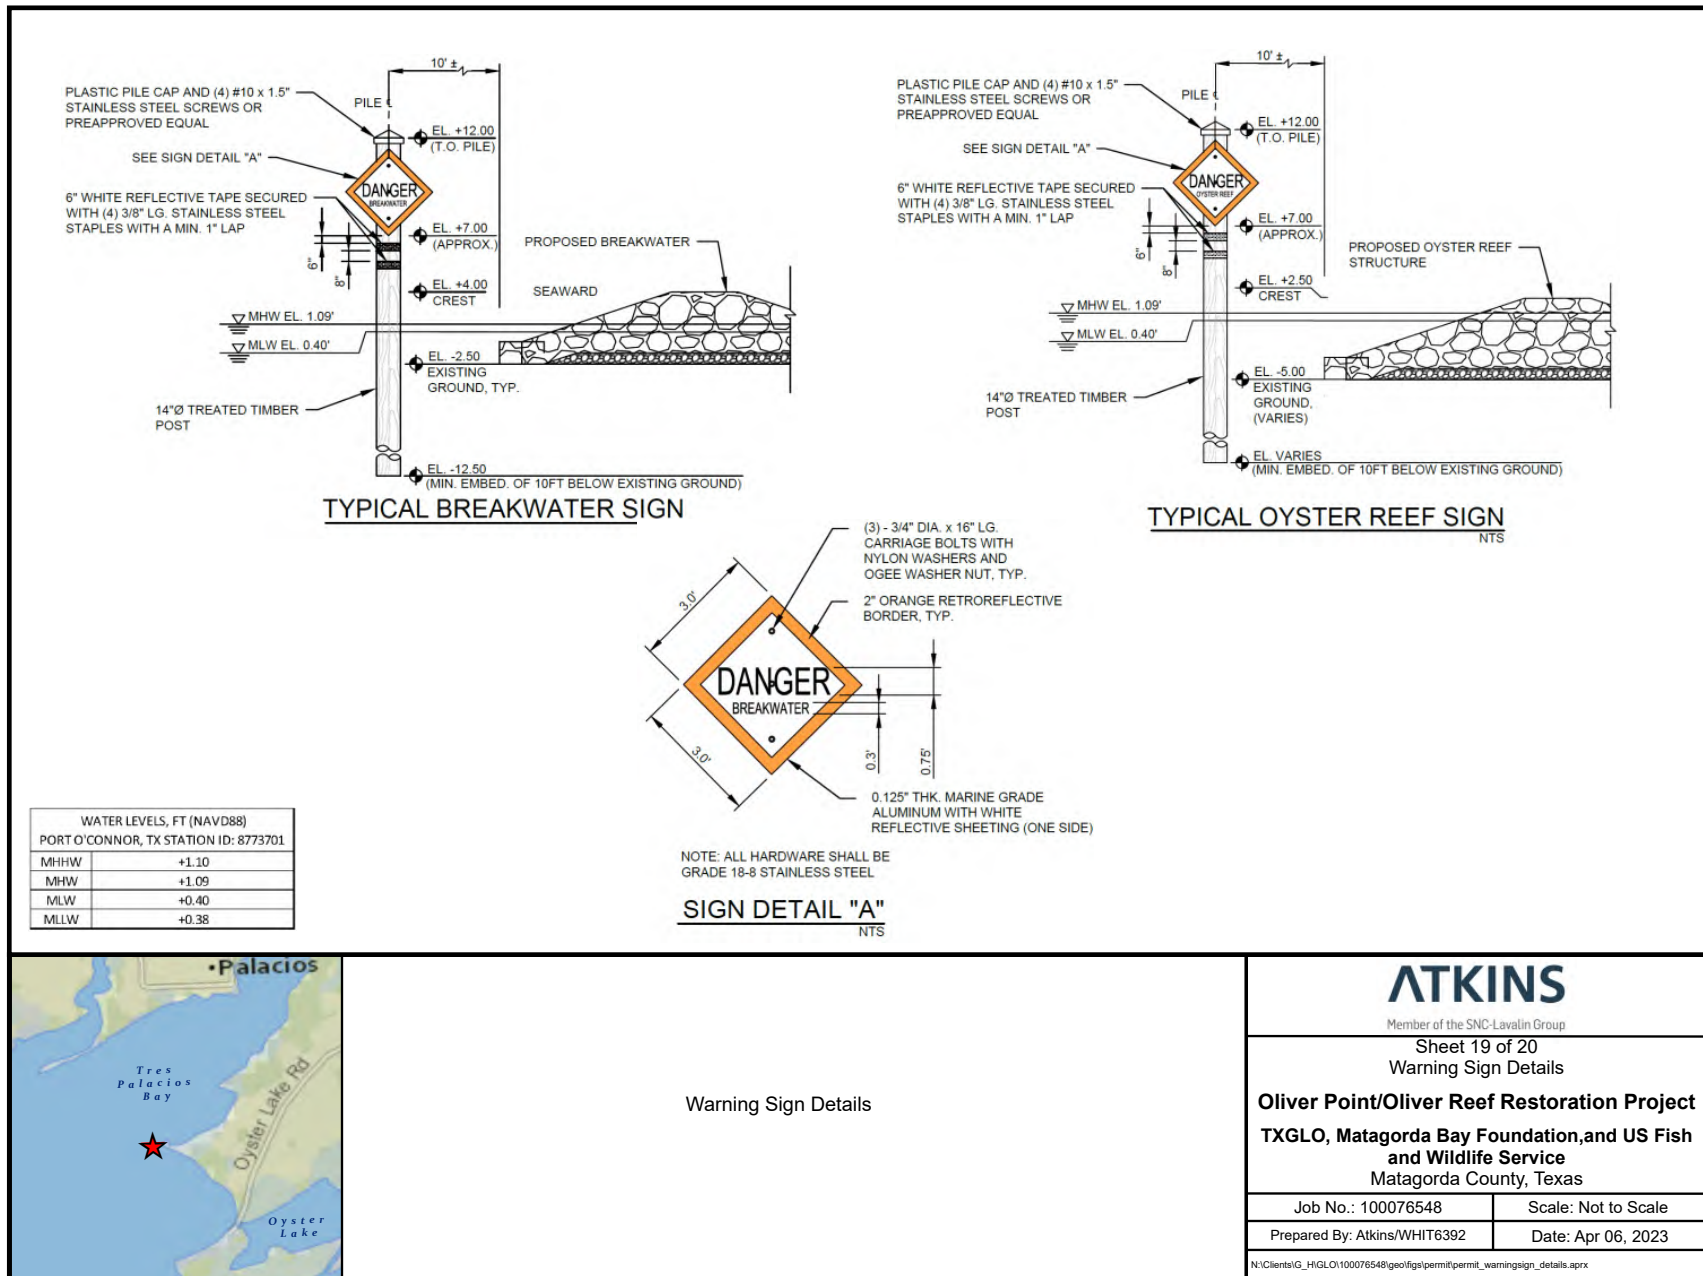 10' ±
PLASTIC PILE CAP AND (4) #10 x 1.5"
STAINLESS STEEL SCREWS OR
PREAPPROVED EQUAL
PILE ℄
EL. +12.00
(T.O. PILE)
SEE SIGN DETAIL "A"
DANGER
BREAKWATER
6" WHITE REFLECTIVE TAPE SECURED
WITH (4) 3/8" LG. STAINLESS STEEL
STAPLES WITH A MIN. 1" LAP
EL. +7.00
(APPROX.)
6"
8"
PROPOSED BREAKWATER
EL. +4.00
CREST
SEAWARD
MHW EL. 1.09'
MLW EL. 0.40'
EL. -2.50
EXISTING
GROUND, TYP.
14"Ø TREATED TIMBER
POST
EL. -12.50
(MIN. EMBED. OF 10FT BELOW EXISTING GROUND)
TYPICAL BREAKWATER SIGN
10' ±
PLASTIC PILE CAP AND (4) #10 x 1.5"
STAINLESS STEEL SCREWS OR
PREAPPROVED EQUAL
PILE ℄
EL. +12.00
(T.O. PILE)
SEE SIGN DETAIL "A"
DANGER
OYSTER REEF
6" WHITE REFLECTIVE TAPE SECURED
WITH (4) 3/8" LG. STAINLESS STEEL
STAPLES WITH A MIN. 1" LAP
EL. +7.00
(APPROX.)
6"
8"
PROPOSED OYSTER REEF
STRUCTURE
EL. +2.50
CREST
MHW EL. 1.09'
MLW EL. 0.40'
EL. -5.00
EXISTING
GROUND,
(VARIES)
14"Ø TREATED TIMBER
POST
EL. VARIES
(MIN. EMBED. OF 10FT BELOW EXISTING GROUND)
TYPICAL OYSTER REEF SIGN
NTS
(3) - 3/4" DIA. x 16" LG.
CARRIAGE BOLTS WITH
NYLON WASHERS AND
OGEE WASHER NUT, TYP.
2" ORANGE RETROREFLECTIVE
BORDER, TYP.
3.0'
DANGER
BREAKWATER
3.0'
0.3'
0.75'
0.125" THK. MARINE GRADE
ALUMINUM WITH WHITE
REFLECTIVE SHEETING (ONE SIDE)
NOTE: ALL HARDWARE SHALL BE
GRADE 18-8 STAINLESS STEEL
SIGN DETAIL "A"
NTS
WATER LEVELS, FT (NAVD88)
PORT O'CONNOR, TX STATION ID: 8773701
MHHW +1.10
MHW +1.09
MLW +0.40
MLLW +0.38
Palacios
Tres
Palacios
Bay
Oyster Lake Rd
Oyster
Lake
Warning Sign Details
ATKINS
Member of the SNC-Lavalin Group
Sheet 19 of 20
Warning Sign Details
Oliver Point/Oliver Reef Restoration Project
TXGLO, Matagorda Bay Foundation,and US Fish
and Wildlife Service
Matagorda County, Texas
Job No.: 100076548
Scale: Not to Scale
Prepared By: Atkins/WHIT6392
Date: Apr 06, 2023
N:\Clients\G_H\GLO\100076548\geo\figs\permit\permit_warningsign_details.aprx